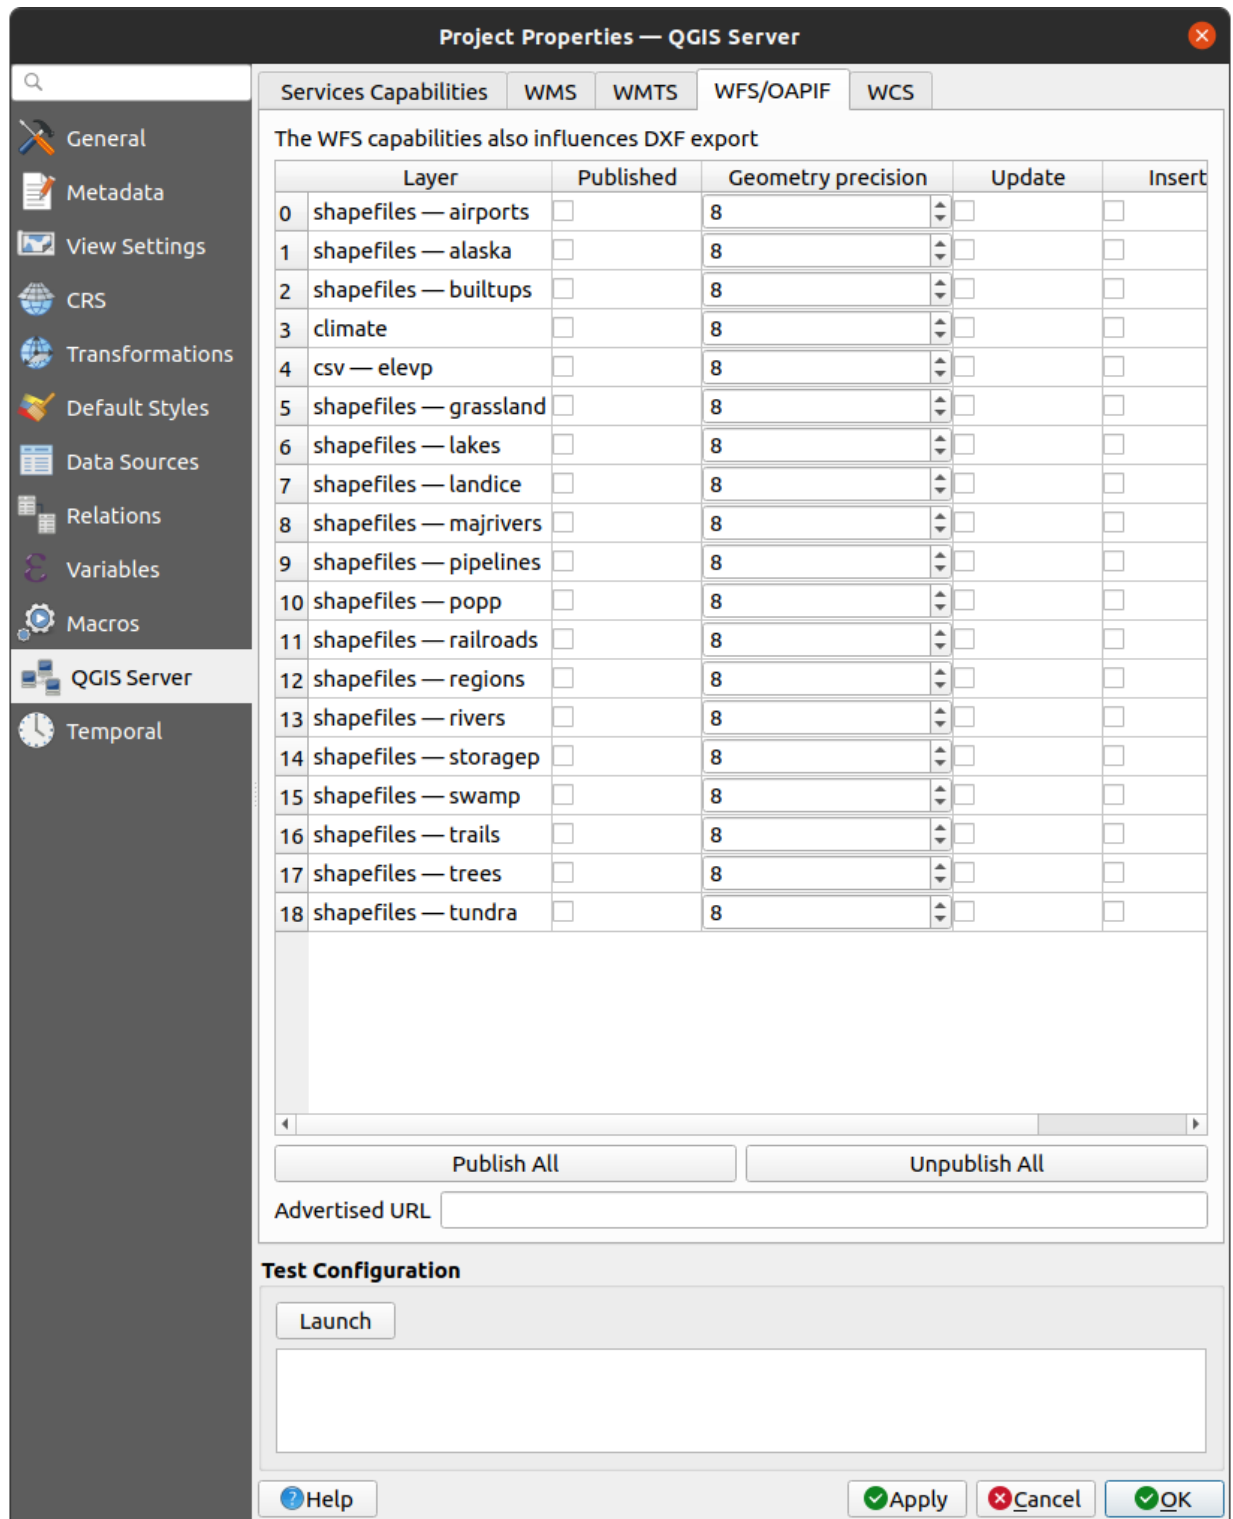 Project Properties — QGIS Server
General
Metadata
View Settings
CRS
Transformations
Default Styles
Data Sources
Relations
Variables
Macros
QGIS Server
Temporal
Services Capabilities WMS WMTS WFS/OAPIF WCS
The WFS capabilities also influences DXF export
Layer Published Geometry precision Update Insert
0 shapefiles — airports 8
1 shapefiles — alaska 8
2 shapefiles — builtups 8
3 climate 8
4 csv — elevp 8
5 shapefiles — grassland 8
6 shapefiles — lakes 8
7 shapefiles — landice 8
8 shapefiles — majrivers 8
9 shapefiles — pipelines 8
10 shapefiles — popp 8
11 shapefiles — railroads 8
12 shapefiles — regions 8
13 shapefiles — rivers 8
14 shapefiles — storagep 8
15 shapefiles — swamp 8
16 shapefiles — trails 8
17 shapefiles — trees 8
18 shapefiles — tundra 8
Publish All Unpublish All
Advertised URL
Test Configuration
Launch
Help Apply Cancel OK